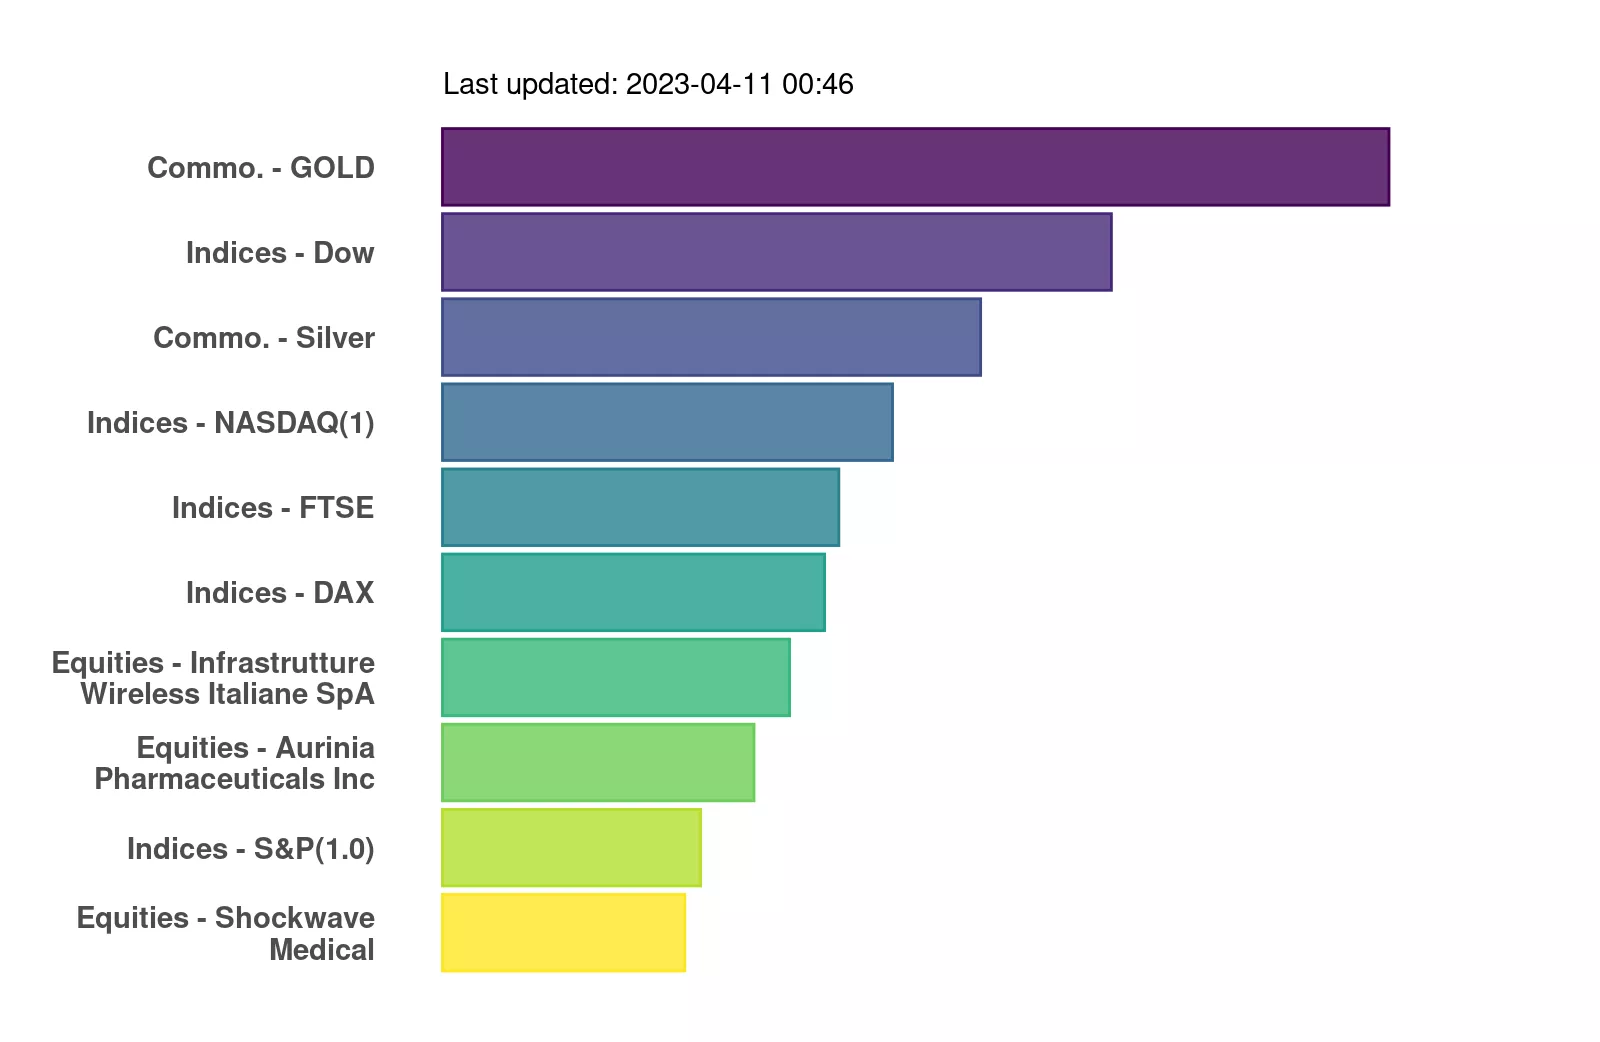 Last updated: 2023-04-11 00:46
Commo. - GOLD
Indices - Dow
Commo. - Silver
Indices - NASDAQ(1)
Indices - FTSE
Indices - DAX
Equities - Infrastrutture
Wireless Italiane SpA
Equities - Aurinia
Pharmaceuticals Inc
Indices - S&P(1.0)
Equities - Shockwave
Medical